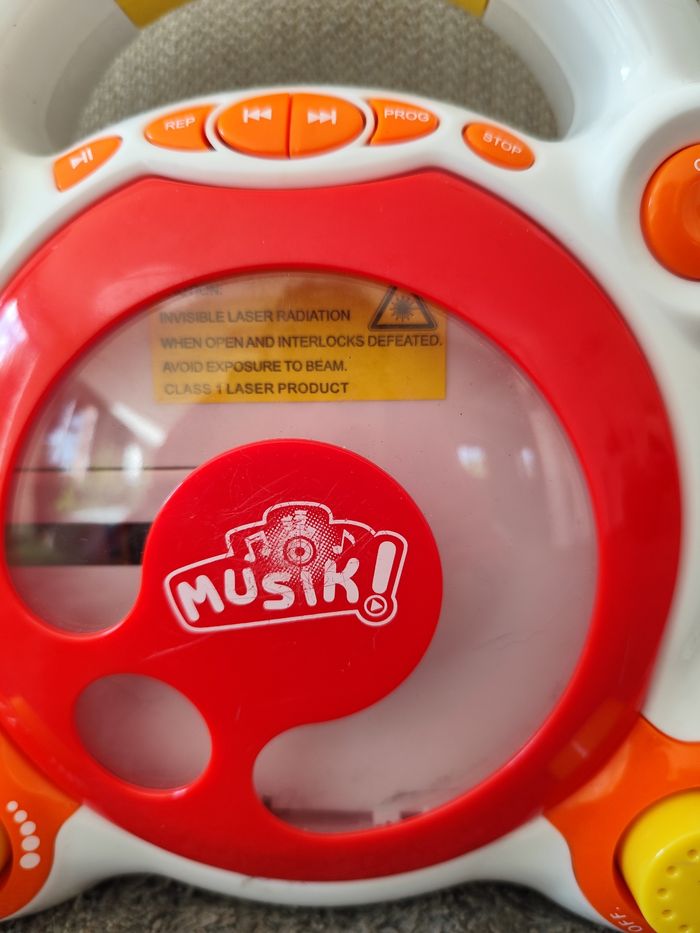 REP
PROG
STOP
INVISIBLE LASER RADIATION
WHEN OPEN AND INTERLOCKS DEFEATED.
AVOID EXPOSURE TO BEAM.
CLASS 1 LASER PRODUCT
MUSiK!
OFF.